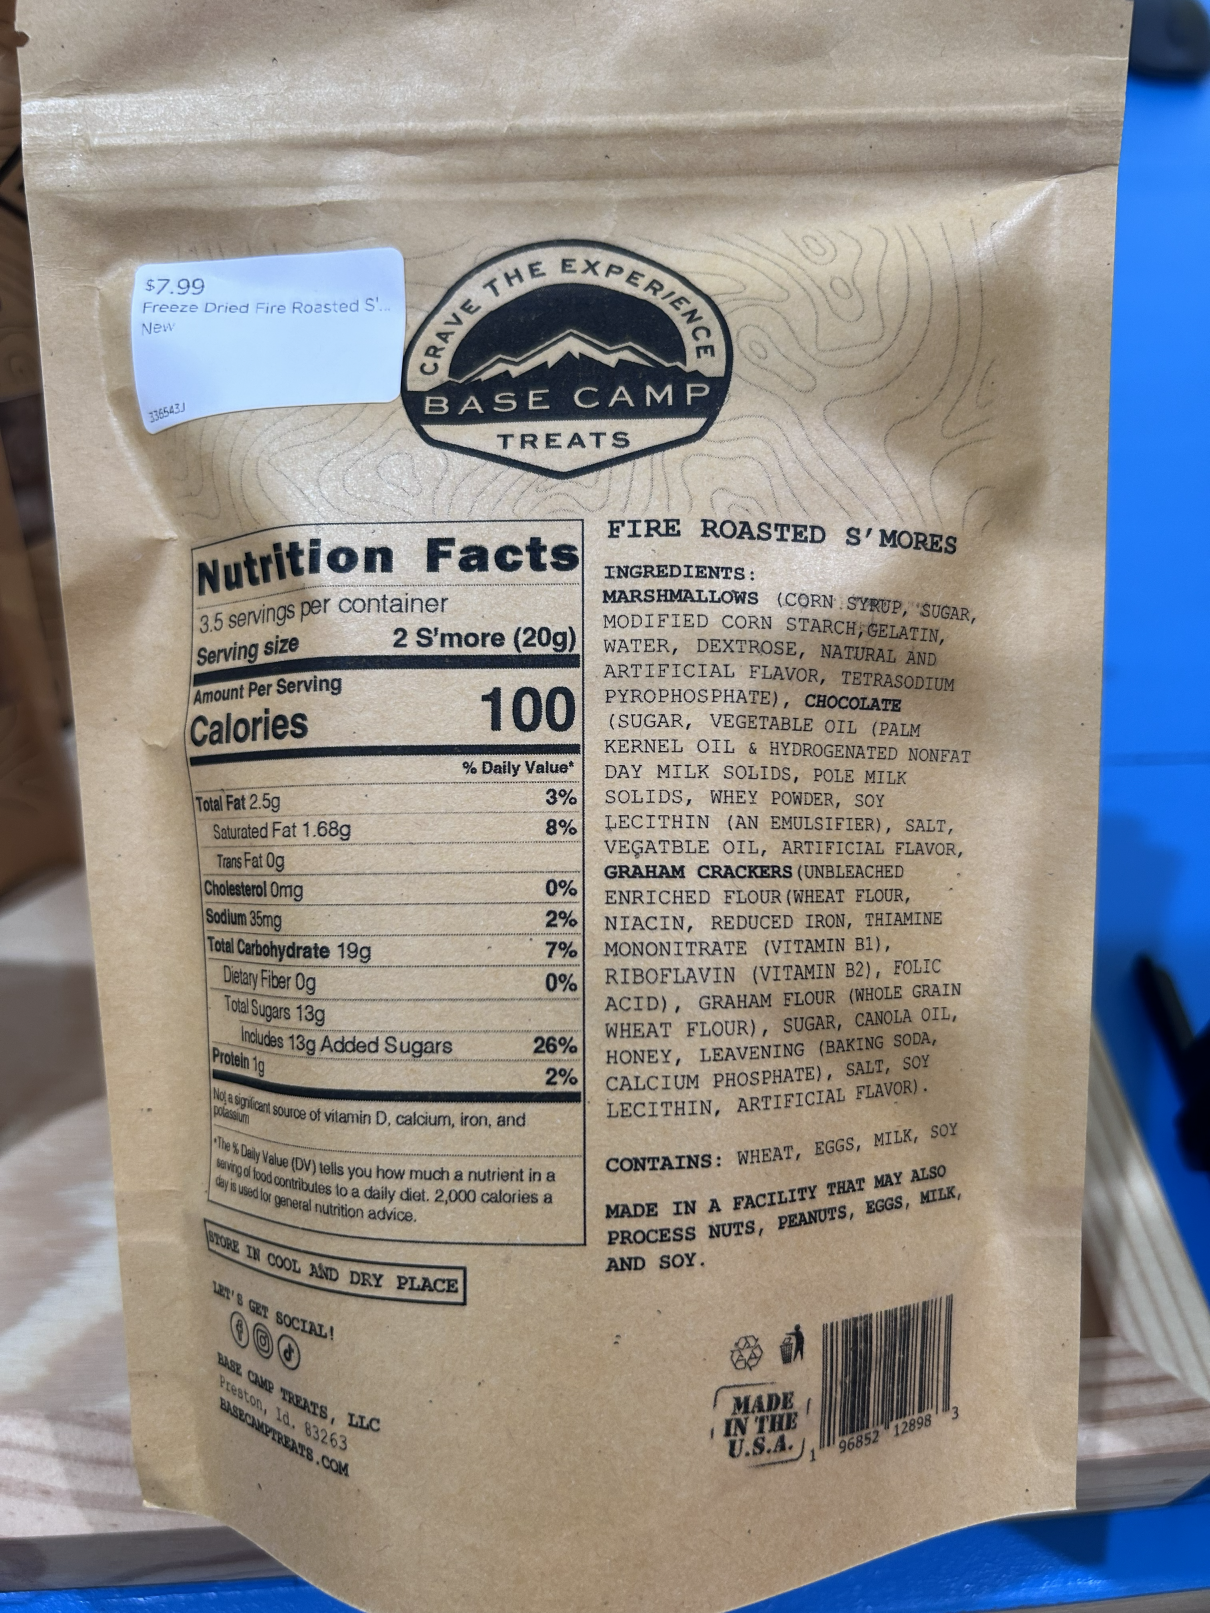 $7.99
Freeze Dried Fire Roasted S'...
New
336543J
CRAVE THE EXPERIENCE
BASE CAMP
TREATS
Nutrition Facts
3.5 servings per container
Serving size 2 S'more (20g)
Amount Per Serving
Calories 100
% Daily Value*
Total Fat 2.5g 3%
Saturated Fat 1.68g 8%
Trans Fat 0g
Cholesterol 0mg 0%
Sodium 35mg 2%
Total Carbohydrate 19g 7%
Dietary Fiber 0g 0%
Total Sugars 13g
Includes 13g Added Sugars 26%
Protein 1g 2%
Not a significant source of vitamin D, calcium, iron, and
potassium
*The % Daily Value (DV) tells you how much a nutrient in a
serving of food contributes to a daily diet. 2,000 calories a
day is used for general nutrition advice.
STORE IN COOL AND DRY PLACE
LET'S GET SOCIAL!
BASE CAMP TREATS, LLC
Preston, Id. 83263
BASECAMPTREATS.COM
FIRE ROASTED S'MORES
INGREDIENTS:
MARSHMALLOWS (CORN SYRUP, SUGAR,
MODIFIED CORN STARCH, GELATIN,
WATER, DEXTROSE, NATURAL AND
ARTIFICIAL FLAVOR, TETRASODIUM
PYROPHOSPHATE), CHOCOLATE
(SUGAR, VEGETABLE OIL (PALM
KERNEL OIL & HYDROGENATED NONFAT
DAY MILK SOLIDS, POLE MILK
SOLIDS, WHEY POWDER, SOY
LECITHIN (AN EMULSIFIER), SALT,
VEGATBLE OIL, ARTIFICIAL FLAVOR,
GRAHAM CRACKERS (UNBLEACHED
ENRICHED FLOUR (WHEAT FLOUR,
NIACIN, REDUCED IRON, THIAMINE
MONONITRATE (VITAMIN B1),
RIBOFLAVIN (VITAMIN B2), FOLIC
ACID), GRAHAM FLOUR (WHOLE GRAIN
WHEAT FLOUR), SUGAR, CANOLA OIL,
HONEY, LEAVENING (BAKING SODA,
CALCIUM PHOSPHATE), SALT, SOY
LECITHIN, ARTIFICIAL FLAVOR).
CONTAINS: WHEAT, EGGS, MILK, SOY
MADE IN A FACILITY THAT MAY ALSO
PROCESS NUTS, PEANUTS, EGGS, MILK,
AND SOY.
MADE
IN THE
U.S.A.
1 96852 12898 3